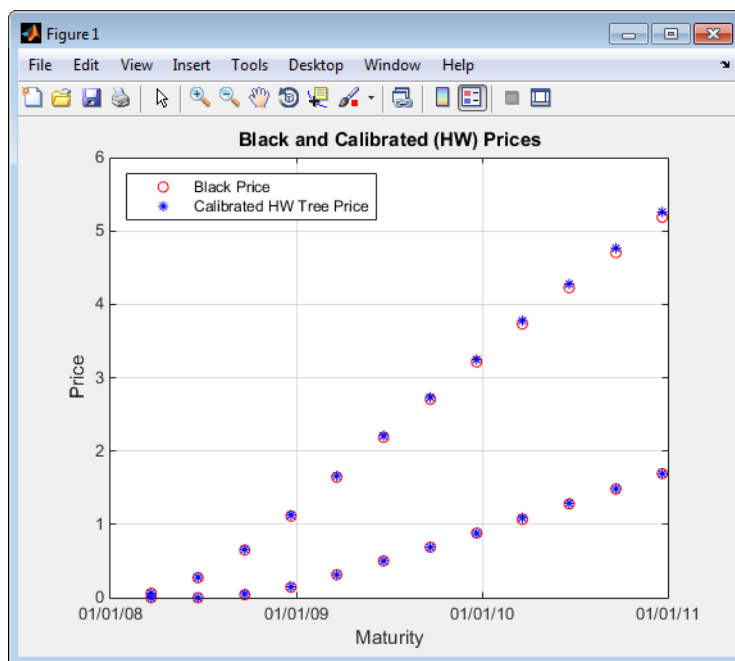 Figure 1
File Edit View Insert Tools Desktop Window Help
Black and Calibrated (HW) Prices
Black Price
Calibrated HW Tree Price
6
5
4
3
2
1
0
Price
01/01/08 01/01/09 01/01/10 01/01/11
Maturity